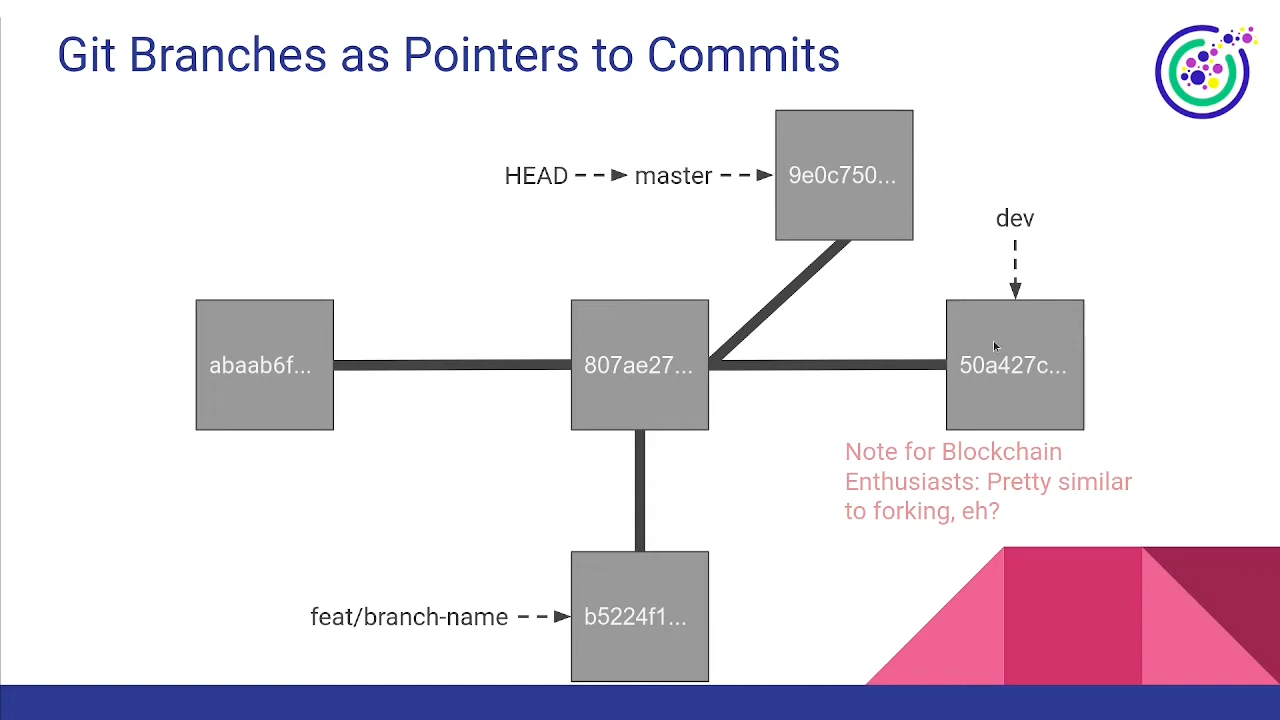 Git Branches as Pointers to Commits
HEAD
master
9e0c750...
dev
abaab6f...
807ae27...
50a427c...
Note for Blockchain
Enthusiasts: Pretty similar
to forking, eh?
feat/branch-name
b5224f1...